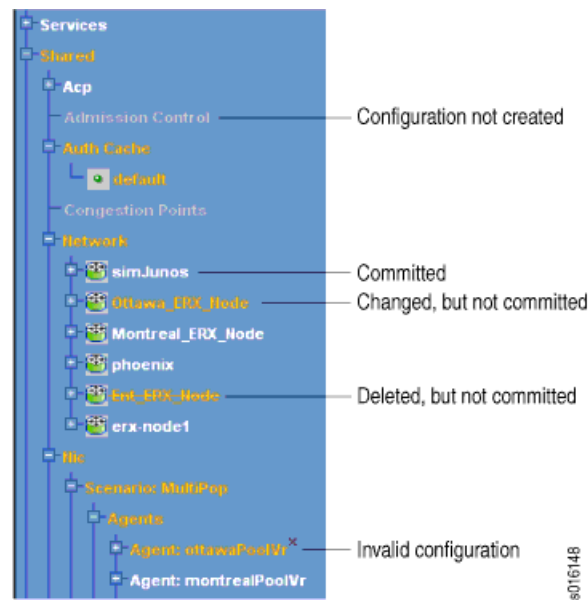 Services
Shared
Acp
Admission Control
Configuration not created
Auth Cache
default
Congestion Points
Network
simJunos
Committed
Ottawa_ERX_Node
Changed, but not committed
Montreal_ERX_Node
phoenix
Ent_ERX_Node
Deleted, but not committed
erx-node1
Nic
Scenario: MultiPop
Agents
Agent: ottawaPoolVr
Invalid configuration
Agent: montrealPoolVr
s016148